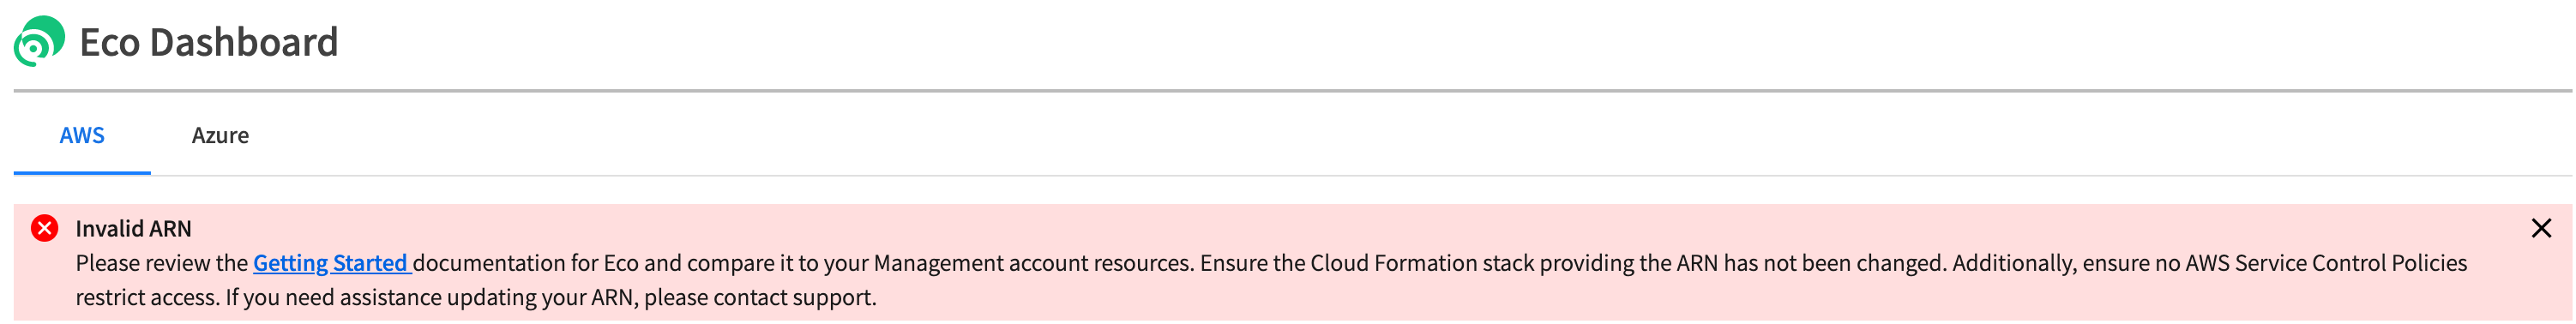 Eco Dashboard
AWS
Azure
Invalid ARN
Please review the Getting Started documentation for Eco and compare it to your Management account resources. Ensure the Cloud Formation stack providing the ARN has not been changed. Additionally, ensure no AWS Service Control Policies
restrict access. If you need assistance updating your ARN, please contact support.